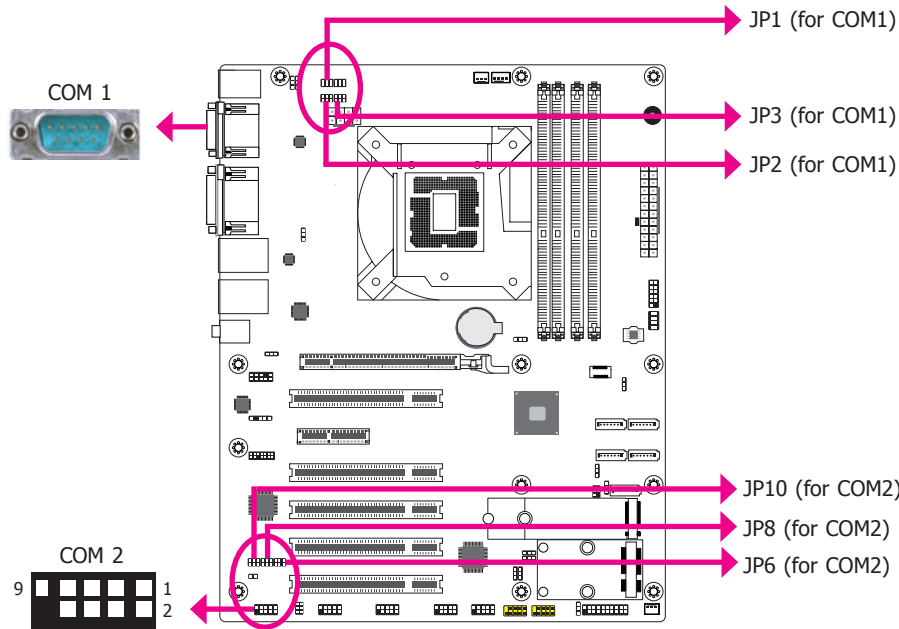 JP1 (for COM1)
COM 1
JP3 (for COM1)
JP2 (for COM1)
JP10 (for COM2)
JP8 (for COM2)
COM 2
JP6 (for COM2)
9
1
2